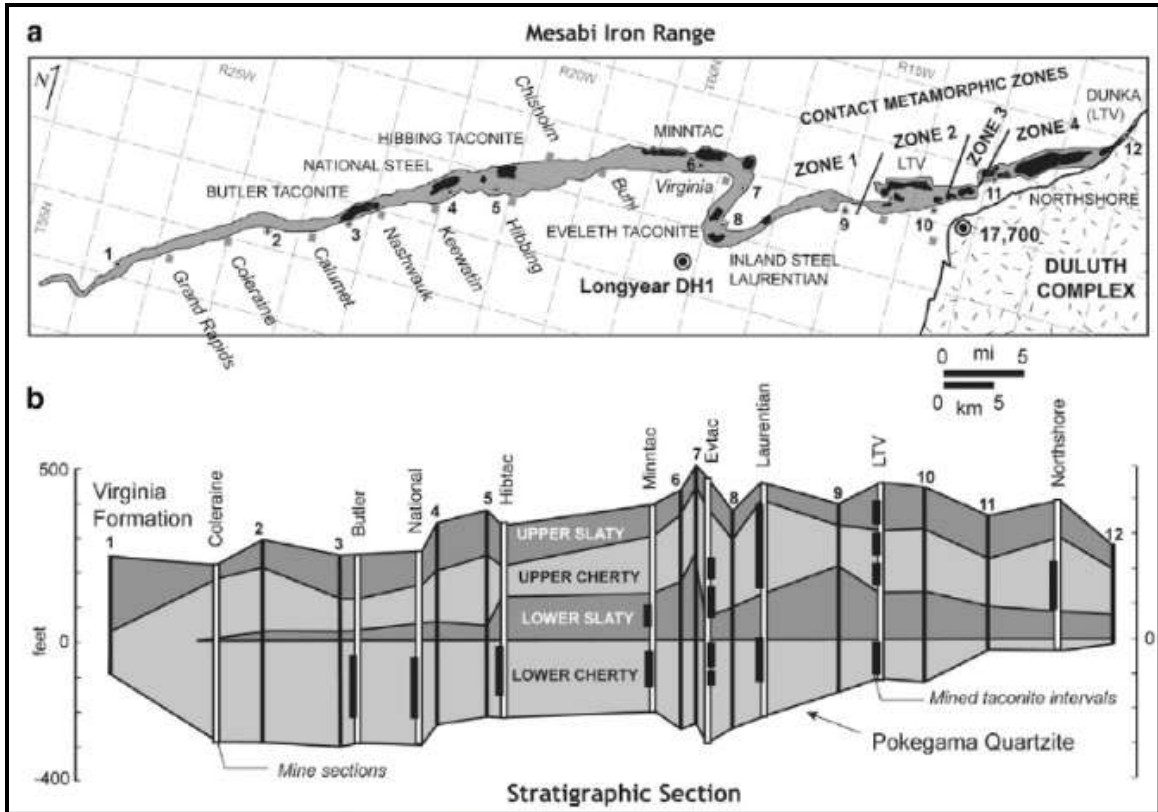 a
Mesabi Iron Range
N
R25W
R20W
T60N
R15W
T55N
CONTACT METAMORPHIC ZONES
ZONE 1
ZONE 2
ZONE 3
ZONE 4
DUNKA
(LTV)
Chisholm
HIBBING TACONITE
MINNTAC
NATIONAL STEEL
LTV
BUTLER TACONITE
1
2
3
4
5
6
7
8
9
10
11
12
Grand Rapids
Coleraine
Calumet
Nashwauk
Keewatin
Hibbing
Buhl
Virginia
EVELETH TACONITE
INLAND STEEL
LAURENTIAN
NORTHSHORE
Longyear DH1
17,700
DULUTH
COMPLEX
0 mi 5
0 km 5
b
500
0
-400
feet
Virginia
Formation
1
Coleraine
2
3
Butler
National
4
5
Hibtac
Minntac
6
7
Evtac
8
Laurentian
9
LTV
10
11
Northshore
12
UPPER SLATY
UPPER CHERTY
LOWER SLATY
LOWER CHERTY
0
Mined taconite intervals
Pokegama Quartzite
Mine sections
Stratigraphic Section